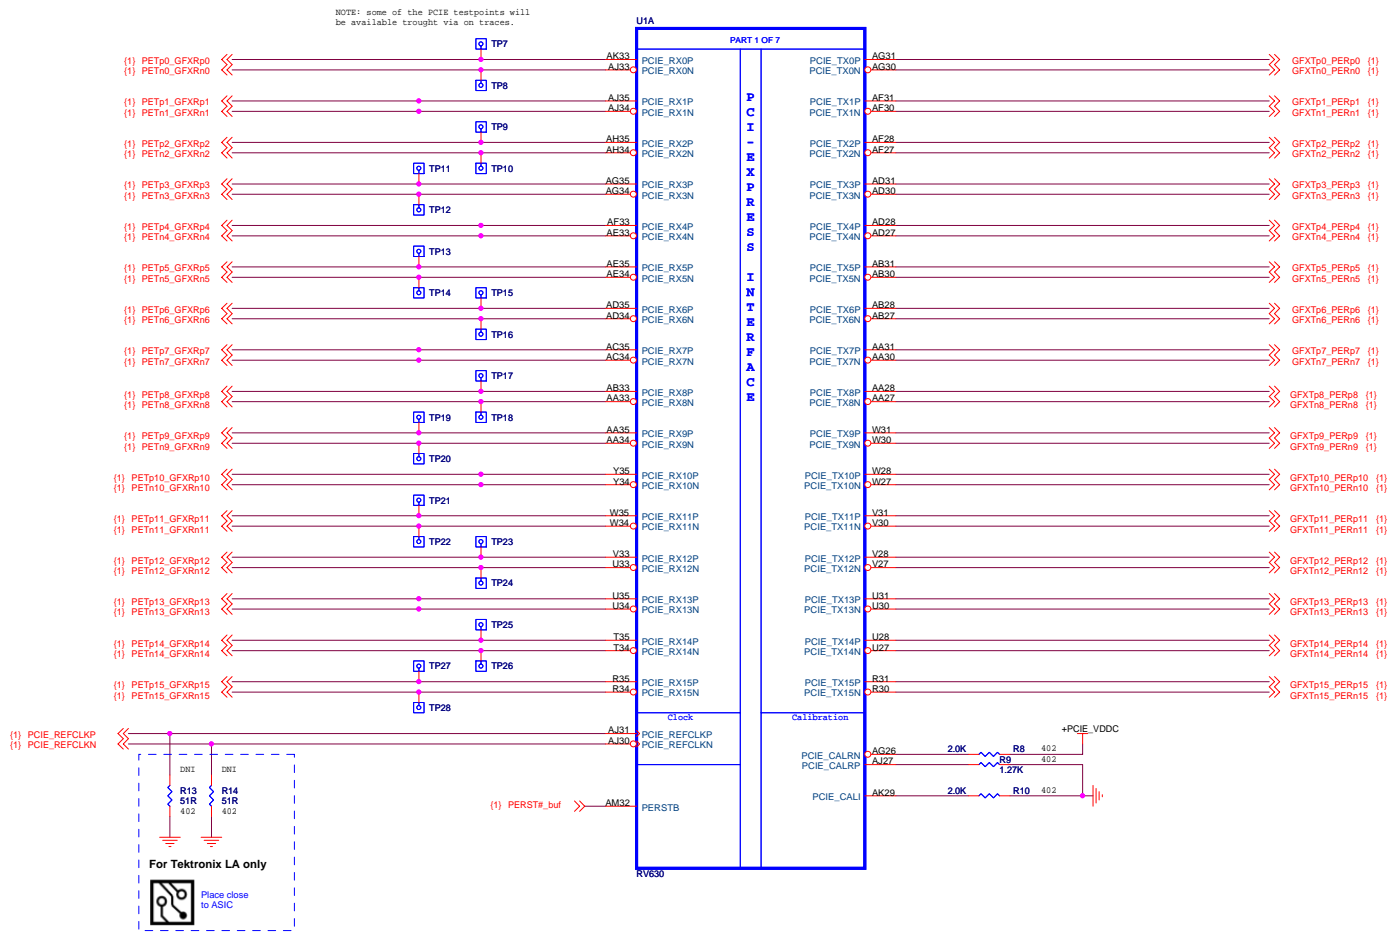 NOTE: some of the PCIE testpoints will
be available trought via on traces.
U1A
PART 1 OF 7
PCI-EXPRESS INTERFACE
TP7
{1} PETp0_GFXRp0 AK33 PCIE_RX0P PCIE_TX0P AG31 GFXTp0_PERp0 {1}
{1} PETn0_GFXRn0 AJ33 PCIE_RX0N PCIE_TX0N AG30 GFXTn0_PERn0 {1}
TP8
{1} PETp1_GFXRp1 AJ35 PCIE_RX1P PCIE_TX1P AF31 GFXTp1_PERp1 {1}
{1} PETn1_GFXRn1 AJ34 PCIE_RX1N PCIE_TX1N AF30 GFXTn1_PERn1 {1}
TP9
{1} PETp2_GFXRp2 AH35 PCIE_RX2P PCIE_TX2P AF28 GFXTp2_PERp2 {1}
{1} PETn2_GFXRn2 AH34 PCIE_RX2N PCIE_TX2N AF27 GFXTn2_PERn2 {1}
TP11 TP10
{1} PETp3_GFXRp3 AG35 PCIE_RX3P PCIE_TX3P AD31 GFXTp3_PERp3 {1}
{1} PETn3_GFXRn3 AG34 PCIE_RX3N PCIE_TX3N AD30 GFXTn3_PERn3 {1}
TP12
{1} PETp4_GFXRp4 AF33 PCIE_RX4P PCIE_TX4P AD28 GFXTp4_PERp4 {1}
{1} PETn4_GFXRn4 AE33 PCIE_RX4N PCIE_TX4N AD27 GFXTn4_PERn4 {1}
TP13
{1} PETp5_GFXRp5 AE35 PCIE_RX5P PCIE_TX5P AB31 GFXTp5_PERp5 {1}
{1} PETn5_GFXRn5 AE34 PCIE_RX5N PCIE_TX5N AB30 GFXTn5_PERn5 {1}
TP14 TP15
{1} PETp6_GFXRp6 AD35 PCIE_RX6P PCIE_TX6P AB28 GFXTp6_PERp6 {1}
{1} PETn6_GFXRn6 AD34 PCIE_RX6N PCIE_TX6N AB27 GFXTn6_PERn6 {1}
TP16
{1} PETp7_GFXRp7 AC35 PCIE_RX7P PCIE_TX7P AA31 GFXTp7_PERp7 {1}
{1} PETn7_GFXRn7 AC34 PCIE_RX7N PCIE_TX7N AA30 GFXTn7_PERn7 {1}
TP17
{1} PETp8_GFXRp8 AB33 PCIE_RX8P PCIE_TX8P AA28 GFXTp8_PERp8 {1}
{1} PETn8_GFXRn8 AA33 PCIE_RX8N PCIE_TX8N AA27 GFXTn8_PERn8 {1}
TP19 TP18
{1} PETp9_GFXRp9 AA35 PCIE_RX9P PCIE_TX9P W31 GFXTp9_PERp9 {1}
{1} PETn9_GFXRn9 AA34 PCIE_RX9N PCIE_TX9N W30 GFXTn9_PERn9 {1}
TP20
{1} PETp10_GFXRp10 Y35 PCIE_RX10P PCIE_TX10P W28 GFXTp10_PERp10 {1}
{1} PETn10_GFXRn10 Y34 PCIE_RX10N PCIE_TX10N W27 GFXTn10_PERn10 {1}
TP21
{1} PETp11_GFXRp11 W35 PCIE_RX11P PCIE_TX11P V31 GFXTp11_PERp11 {1}
{1} PETn11_GFXRn11 W34 PCIE_RX11N PCIE_TX11N V30 GFXTn11_PERn11 {1}
TP22 TP23
{1} PETp12_GFXRp12 V33 PCIE_RX12P PCIE_TX12P V28 GFXTp12_PERp12 {1}
{1} PETn12_GFXRn12 U33 PCIE_RX12N PCIE_TX12N V27 GFXTn12_PERn12 {1}
TP24
{1} PETp13_GFXRp13 U35 PCIE_RX13P PCIE_TX13P U31 GFXTp13_PERp13 {1}
{1} PETn13_GFXRn13 U34 PCIE_RX13N PCIE_TX13N U30 GFXTn13_PERn13 {1}
TP25
{1} PETp14_GFXRp14 T35 PCIE_RX14P PCIE_TX14P U28 GFXTp14_PERp14 {1}
{1} PETn14_GFXRn14 T34 PCIE_RX14N PCIE_TX14N U27 GFXTn14_PERn14 {1}
TP27 TP26
{1} PETp15_GFXRp15 R35 PCIE_RX15P PCIE_TX15P R31 GFXTp15_PERp15 {1}
{1} PETn15_GFXRn15 R34 PCIE_RX15N PCIE_TX15N R30 GFXTn15_PERn15 {1}
TP28
Clock Calibration
{1} PCIE_REFCLKP AJ31 PCIE_REFCLKP
{1} PCIE_REFCLKN AJ30 PCIE_REFCLKN
+PCIE_VDDC
PCIE_CALRN AG26 2.0K R8 402
PCIE_CALRP AJ27 R9 402
1.27K
PCIE_CALI AK29 2.0K R10 402
{1} PERST#_buf AM32 PERSTB
DNI DNI
R13 R14
51R 51R
402 402
For Tektronix LA only
Place close
to ASIC
RV630